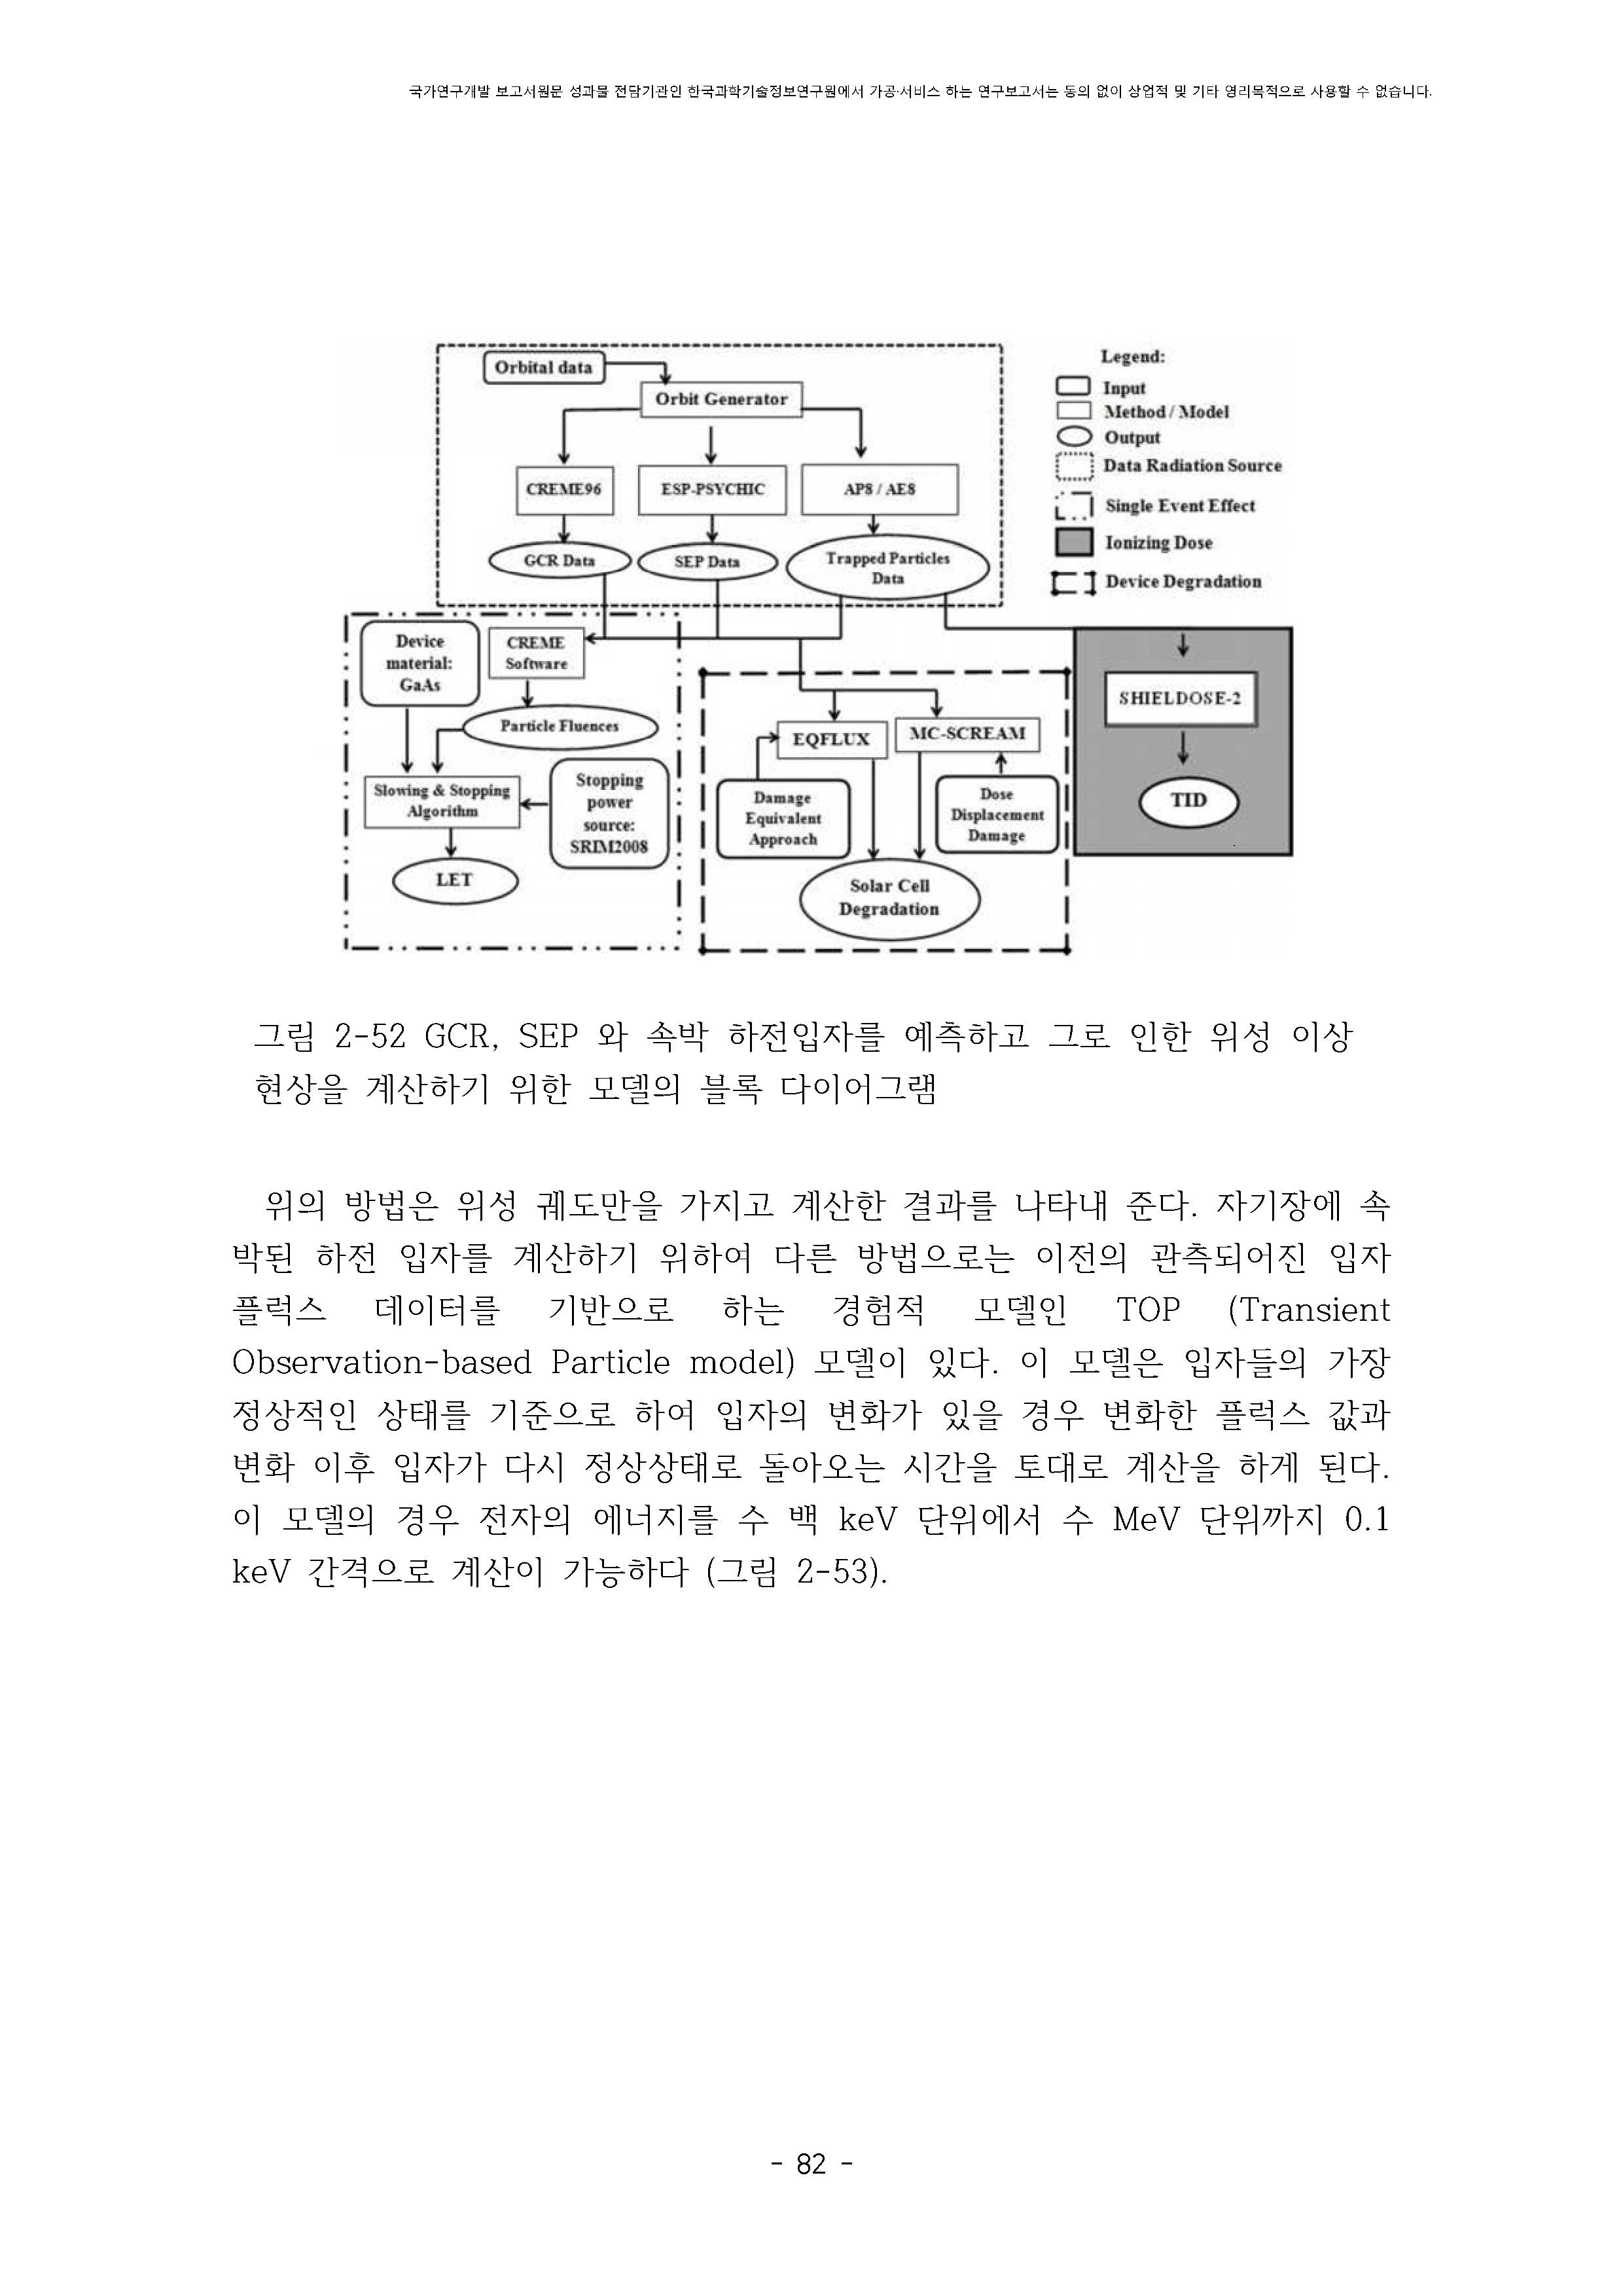 국가연구개발 보고서원문 성과물 전담기관인 한국과학기술정보연구원에서 가공·서비스 하는 연구보고서는 동의 없이 상업적 및 기타 영리목적으로 사용할 수 없습니다.
Orbital data
Orbit Generator
CREME96
ESP-PSYCHIC
AP8 / AE8
GCR Data
SEP Data
Trapped Particles
Data
Legend:
Input
Method / Model
Output
Data Radiation Source
Single Event Effect
Ionizing Dose
Device Degradation
Device
material:
GaAs
CREME
Software
Particle Fluences
Slowing & Stopping
Algorithm
Stopping
power
source:
SRIM2008
LET
EQFLUX
MC-SCREAM
Damage
Equivalent
Approach
Dose
Displacement
Damage
Solar Cell
Degradation
SHIELDOSE-2
TID
그림 2-52 GCR, SEP 와 속박 하전입자를 예측하고 그로 인한 위성 이상
현상을 계산하기 위한 모델의 블록 다이어그램
위의 방법은 위성 궤도만을 가지고 계산한 결과를 나타내 준다. 자기장에 속
박된 하전 입자를 계산하기 위하여 다른 방법으로는 이전의 관측되어진 입자
플럭스 데이터를 기반으로 하는 경험적 모델인 TOP (Transient
Observation-based Particle model) 모델이 있다. 이 모델은 입자들의 가장
정상적인 상태를 기준으로 하여 입자의 변화가 있을 경우 변화한 플럭스 값과
변화 이후 입자가 다시 정상상태로 돌아오는 시간을 토대로 계산을 하게 된다.
이 모델의 경우 전자의 에너지를 수 백 keV 단위에서 수 MeV 단위까지 0.1
keV 간격으로 계산이 가능하다 (그림 2-53).
- 82 -